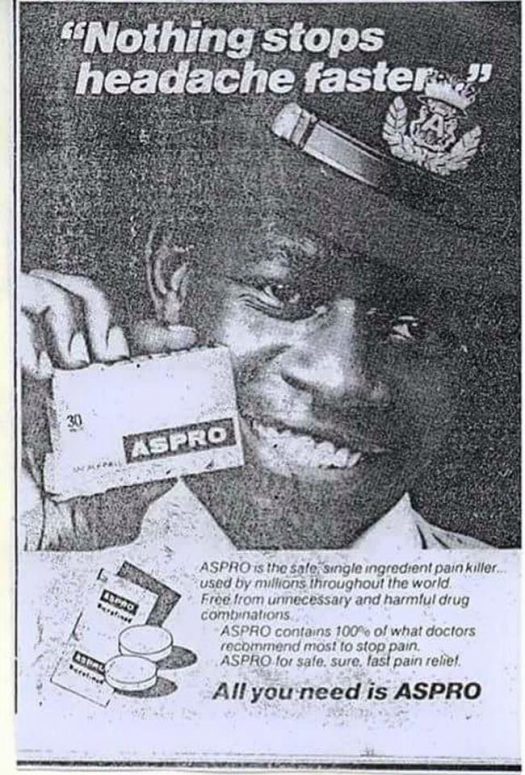 “Nothing stops
headache faster...”
A
30
ASPRO
ASPRO is the safe, single ingredient pain killer...
used by millions throughout the world.
Free from unnecessary and harmful drug
combinations.
ASPRO contains 100% of what doctors
recommend most to stop pain.
ASPRO for safe, sure, fast pain relief.
ASPRO
ASPRO
All you need is ASPRO